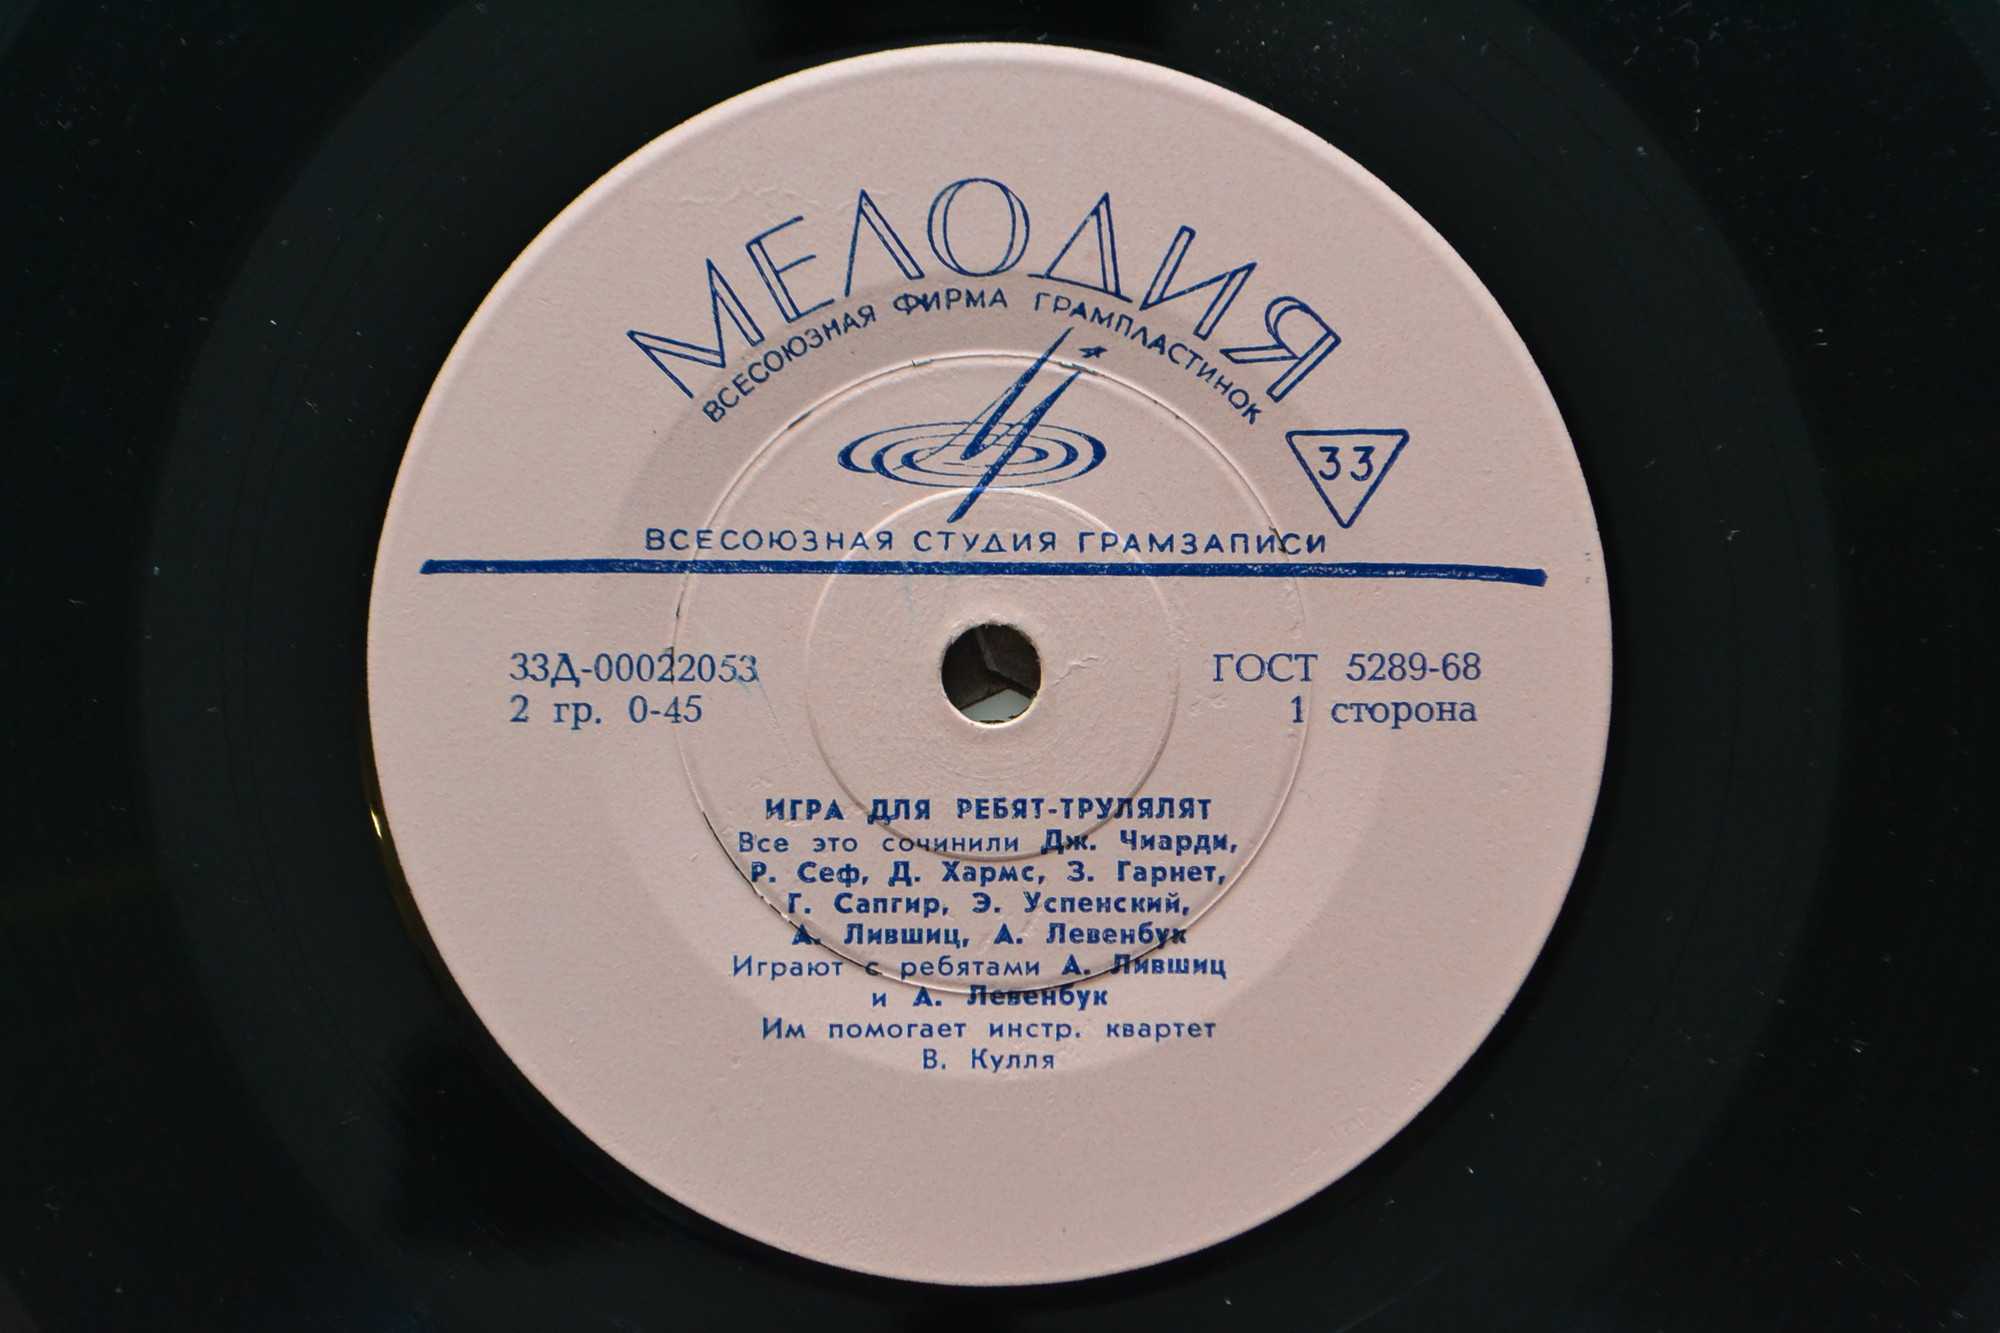 МЕЛОДИЯ
ВСЕСОЮЗНАЯ ФИРМА ГРАМПЛАСТИНОК
33
ВСЕСОЮЗНАЯ СТУДИЯ ГРАМЗАПИСИ
33Д-00022053
2 гр. 0-45
ГОСТ 5289-68
1 сторона
ИГРА ДЛЯ РЕБЯТ-ТРУЛЯЛЯТ
Все это сочинили Дж. Чиарди,
Р. Сеф, Д. Хармс, З. Гарнет,
Г. Сапгир, Э. Успенский,
А. Лившиц, А. Левенбук
Играют с ребятами А. Лившиц
и А. Левенбук
Им помогает инстр. квартет
В. Кулля